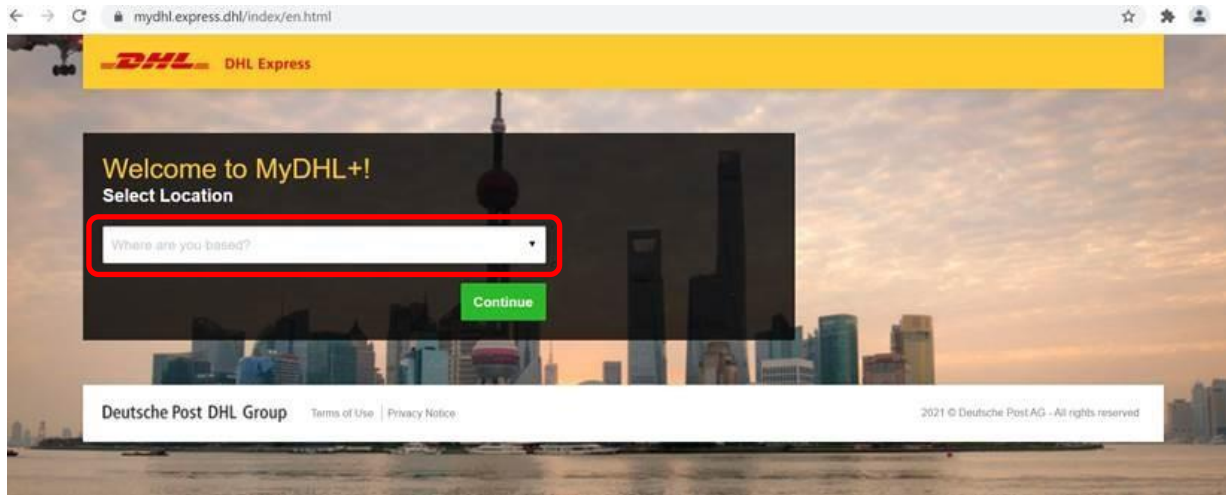 mydhl.express.dhl/index/en.html
DHL DHL Express
Welcome to MyDHL+!
Select Location
Where are you based?
Continue
Deutsche Post DHL Group Terms of Use | Privacy Notice 2021 © Deutsche Post AG - All rights reserved